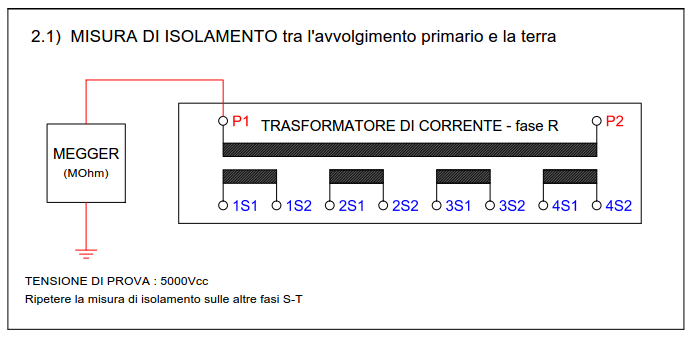 2.1) MISURA DI ISOLAMENTO tra l'avvolgimento primario e la terra
P1 TRASFORMATORE DI CORRENTE - fase R P2
MEGGER
(MOhm)
1S1 1S2 2S1 2S2 3S1 3S2 4S1 4S2
TENSIONE DI PROVA : 5000Vcc
Ripetere la misura di isolamento sulle altre fasi S-T